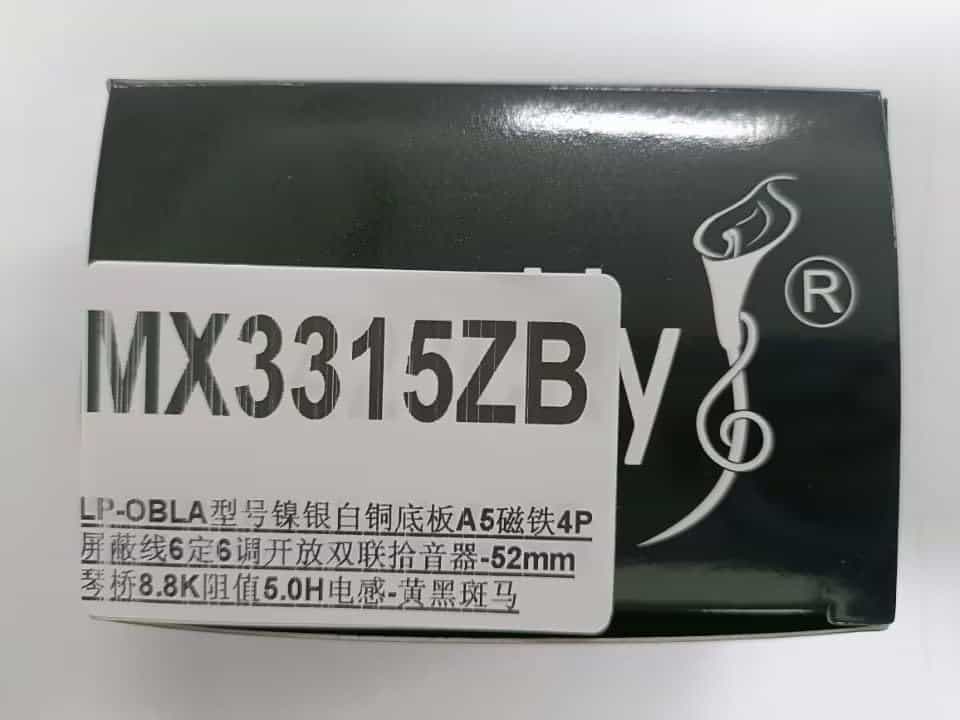 MX3315ZB
y ®
LP-OBLA型号镍银白铜底板A5磁铁4P
屏蔽线6定6调开放双联拾音器-52mm
琴桥8.8K阻值5.0H电感-黄黑斑马